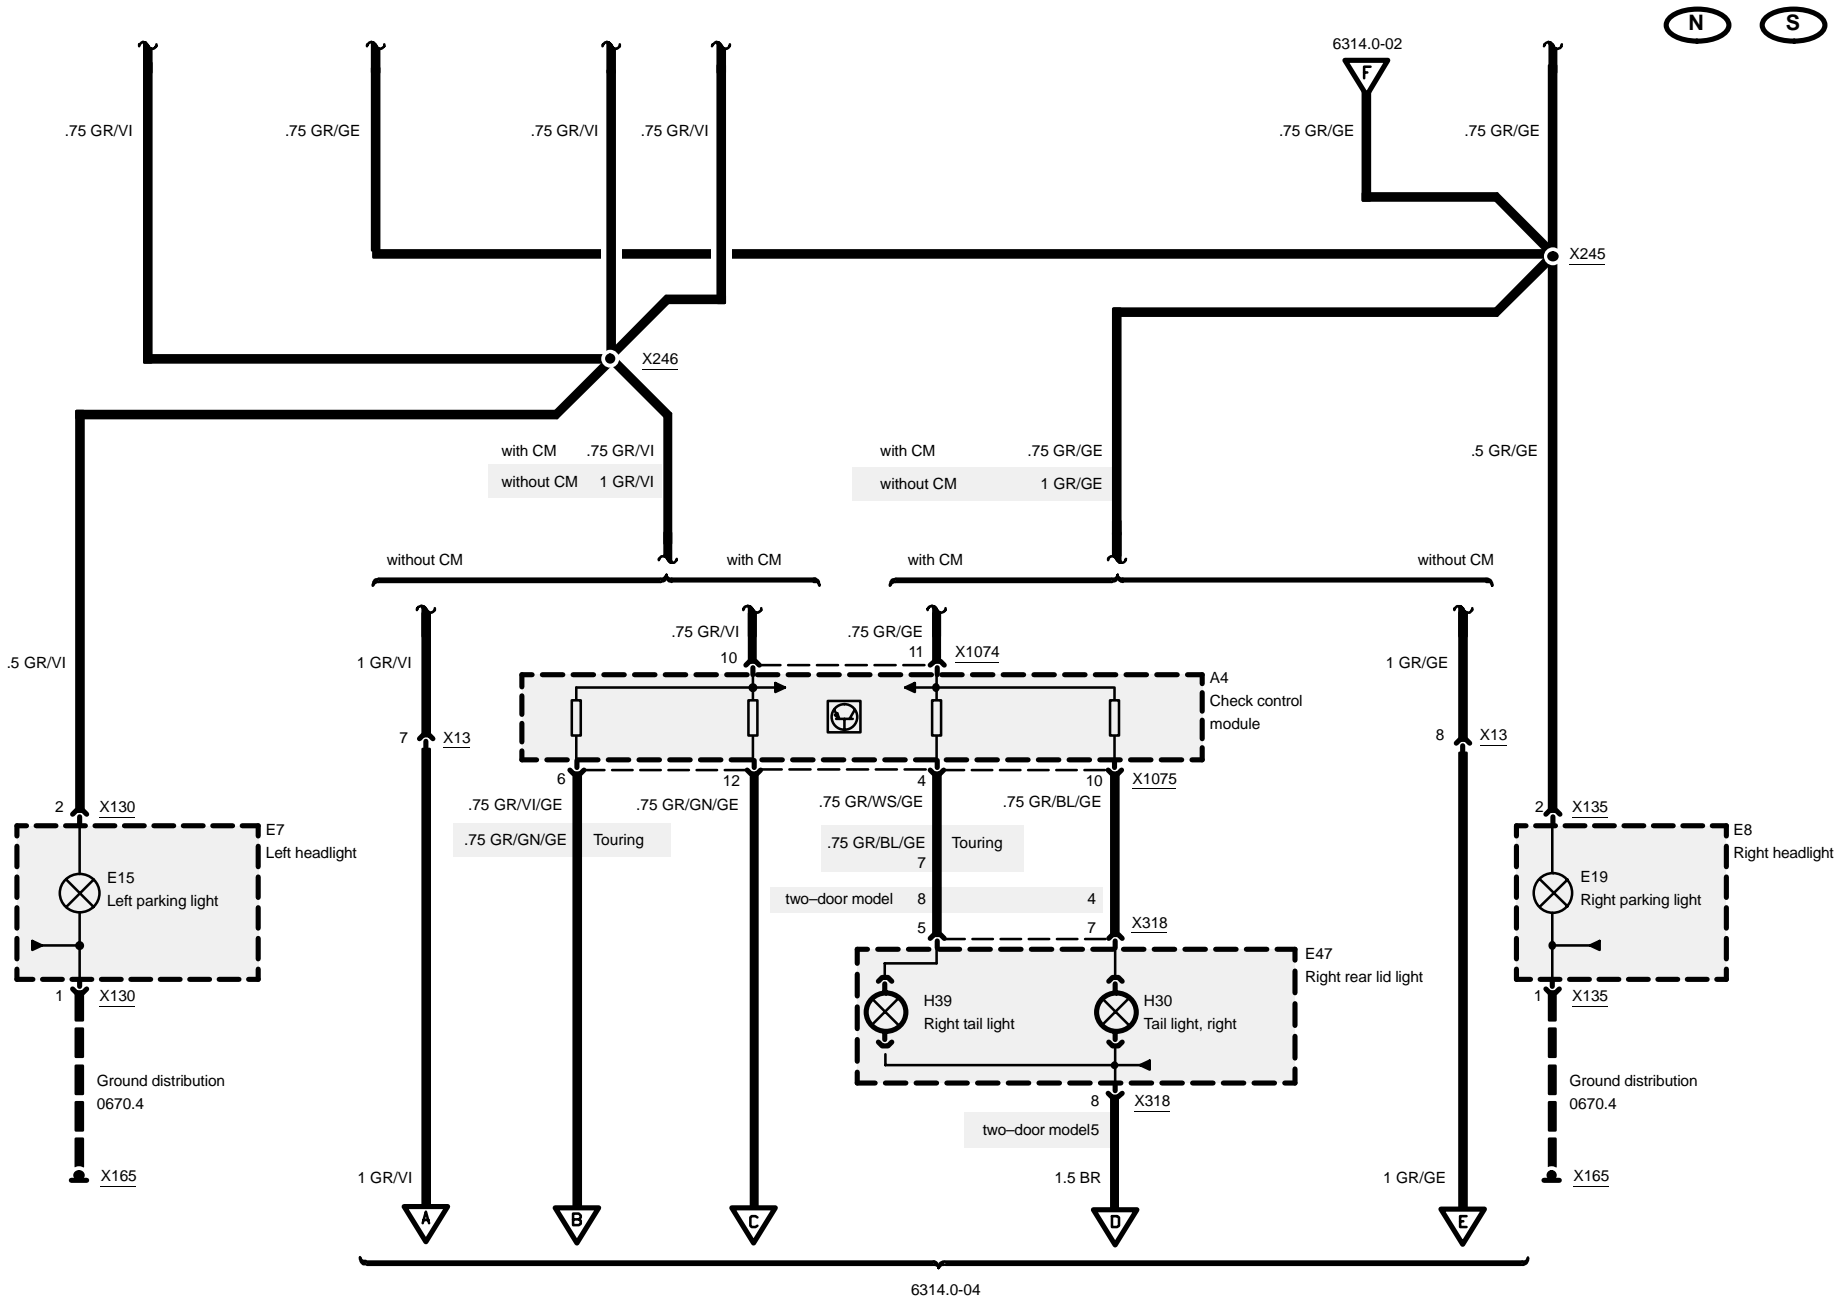 N S
6314.0-02
F
.75 GR/VI
.75 GR/GE
.75 GR/VI
.75 GR/VI
.75 GR/GE
.75 GR/GE
X245
X246
with CM .75 GR/VI
without CM 1 GR/VI
with CM .75 GR/GE
without CM 1 GR/GE
.5 GR/GE
without CM
with CM
with CM
without CM
.75 GR/VI
.75 GR/GE
.5 GR/VI
1 GR/VI
10
11 X1074
1 GR/GE
A4
Check control
module
7 X13
8 X13
6
12
4
10 X1075
.75 GR/VI/GE
.75 GR/GN/GE
.75 GR/WS/GE
.75 GR/BL/GE
.75 GR/GN/GE Touring
.75 GR/BL/GE Touring
7
two–door model 8 4
5
7 X318
2 X130
E7
Left headlight
E15
Left parking light
1 X130
Ground distribution
0670.4
X165
2 X135
E8
Right headlight
E19
Right parking light
1 X135
Ground distribution
0670.4
X165
E47
Right rear lid light
H39
Right tail light
H30
Tail light, right
8 X318
two–door model5
1 GR/VI
1.5 BR
1 GR/GE
A
B
C
D
E
6314.0-04